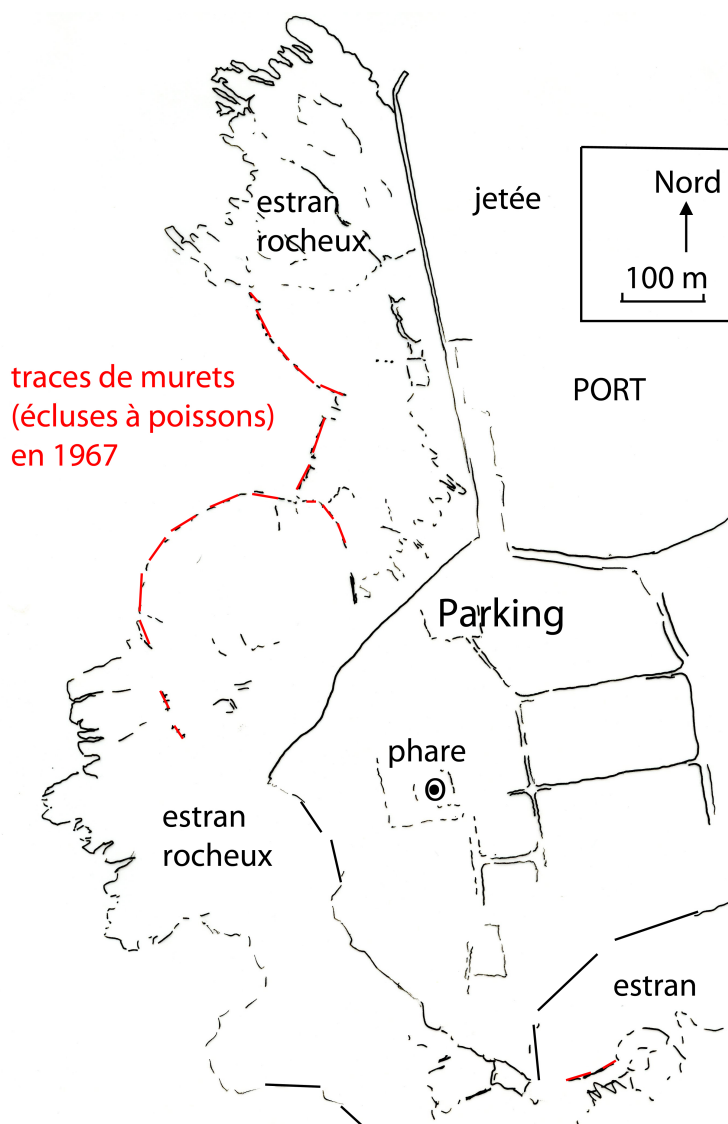 estran
rocheux
jetée
Nord
100 m
traces de murets
(écluses à poissons)
en 1967
PORT
Parking
phare
estran
rocheux
estran